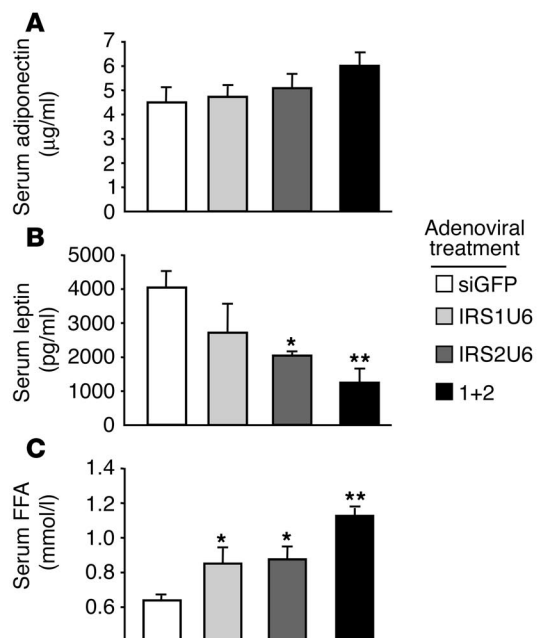 A
Serum adiponectin
(µg/ml)
7
6
5
4
3
2
1
0
B
Serum leptin
(pg/ml)
5000
4000
3000
2000
1000
0
*
**
Adenoviral
treatment
siGFP
IRS1U6
IRS2U6
1+2
C
Serum FFA
(mmol/l)
1.4
1.2
1.0
0.8
0.6
*
*
**